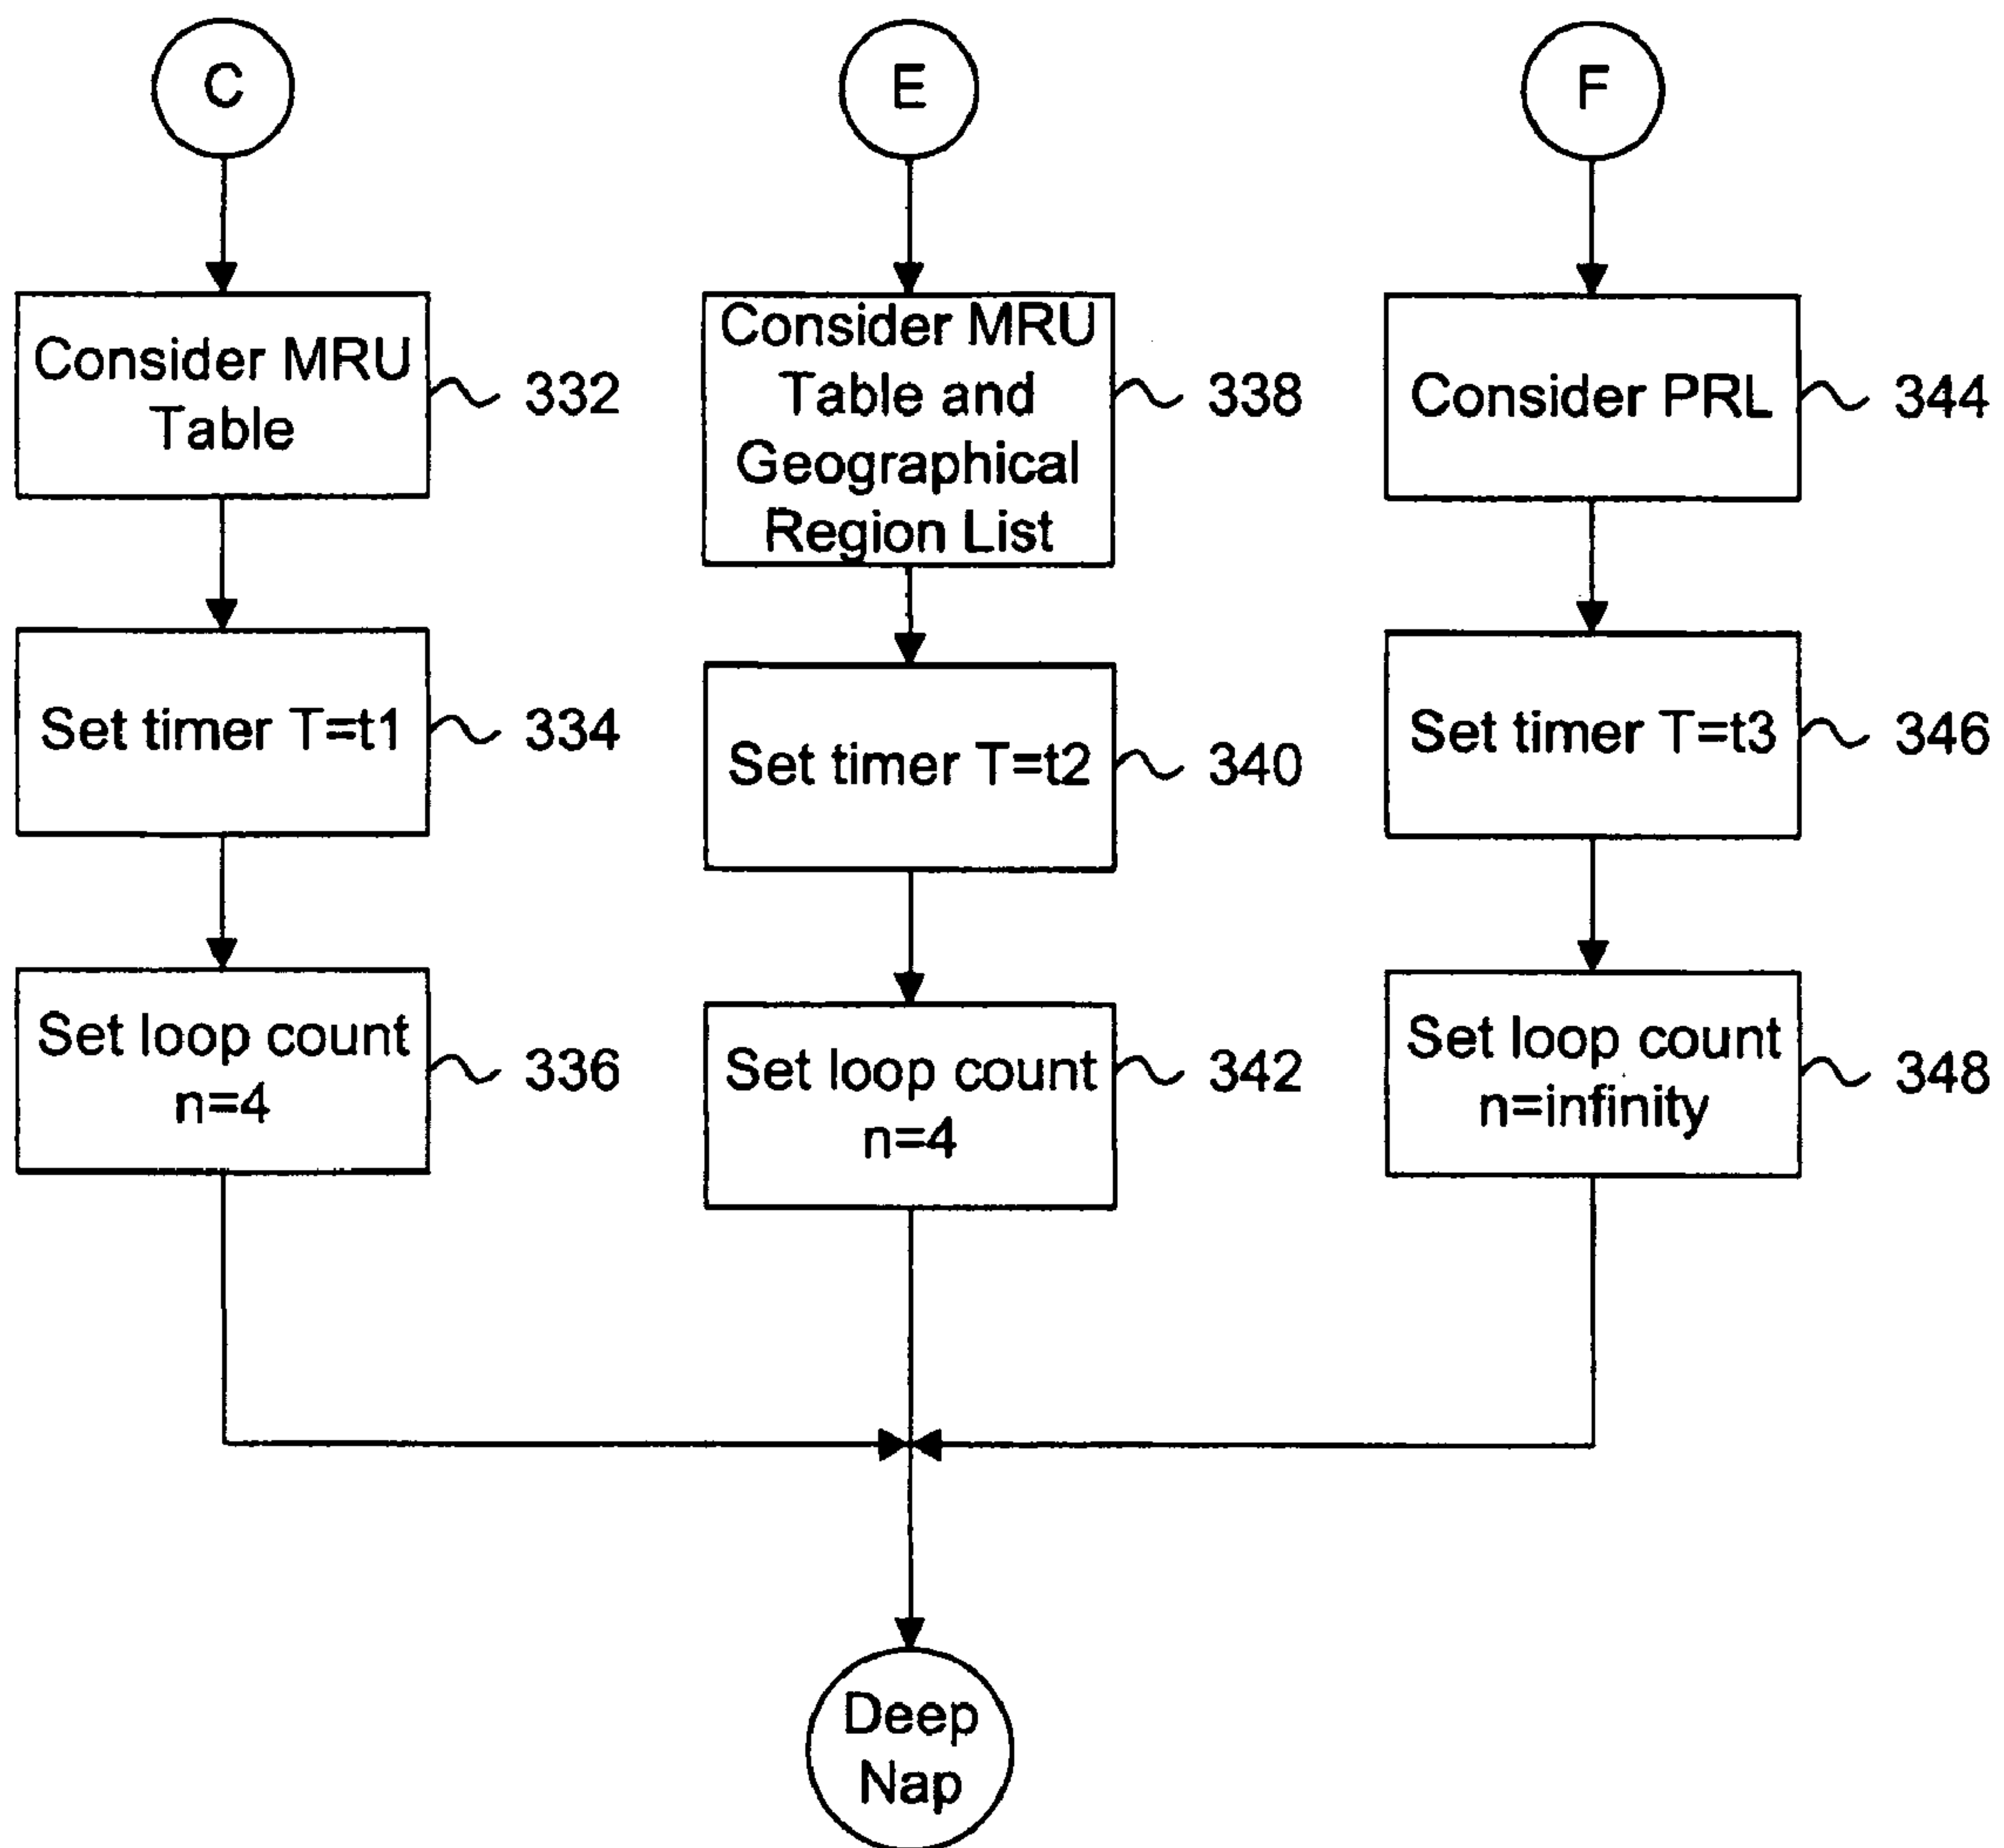 C
E
F
Consider MRU
Table
332
Consider MRU
Table and
Geographical
Region List
338
Consider PRL
344
Set timer T=t1
334
Set timer T=t2
340
Set timer T=t3
346
Set loop count
n=4
336
Set loop count
n=4
342
Set loop count
n=infinity
348
Deep
Nap